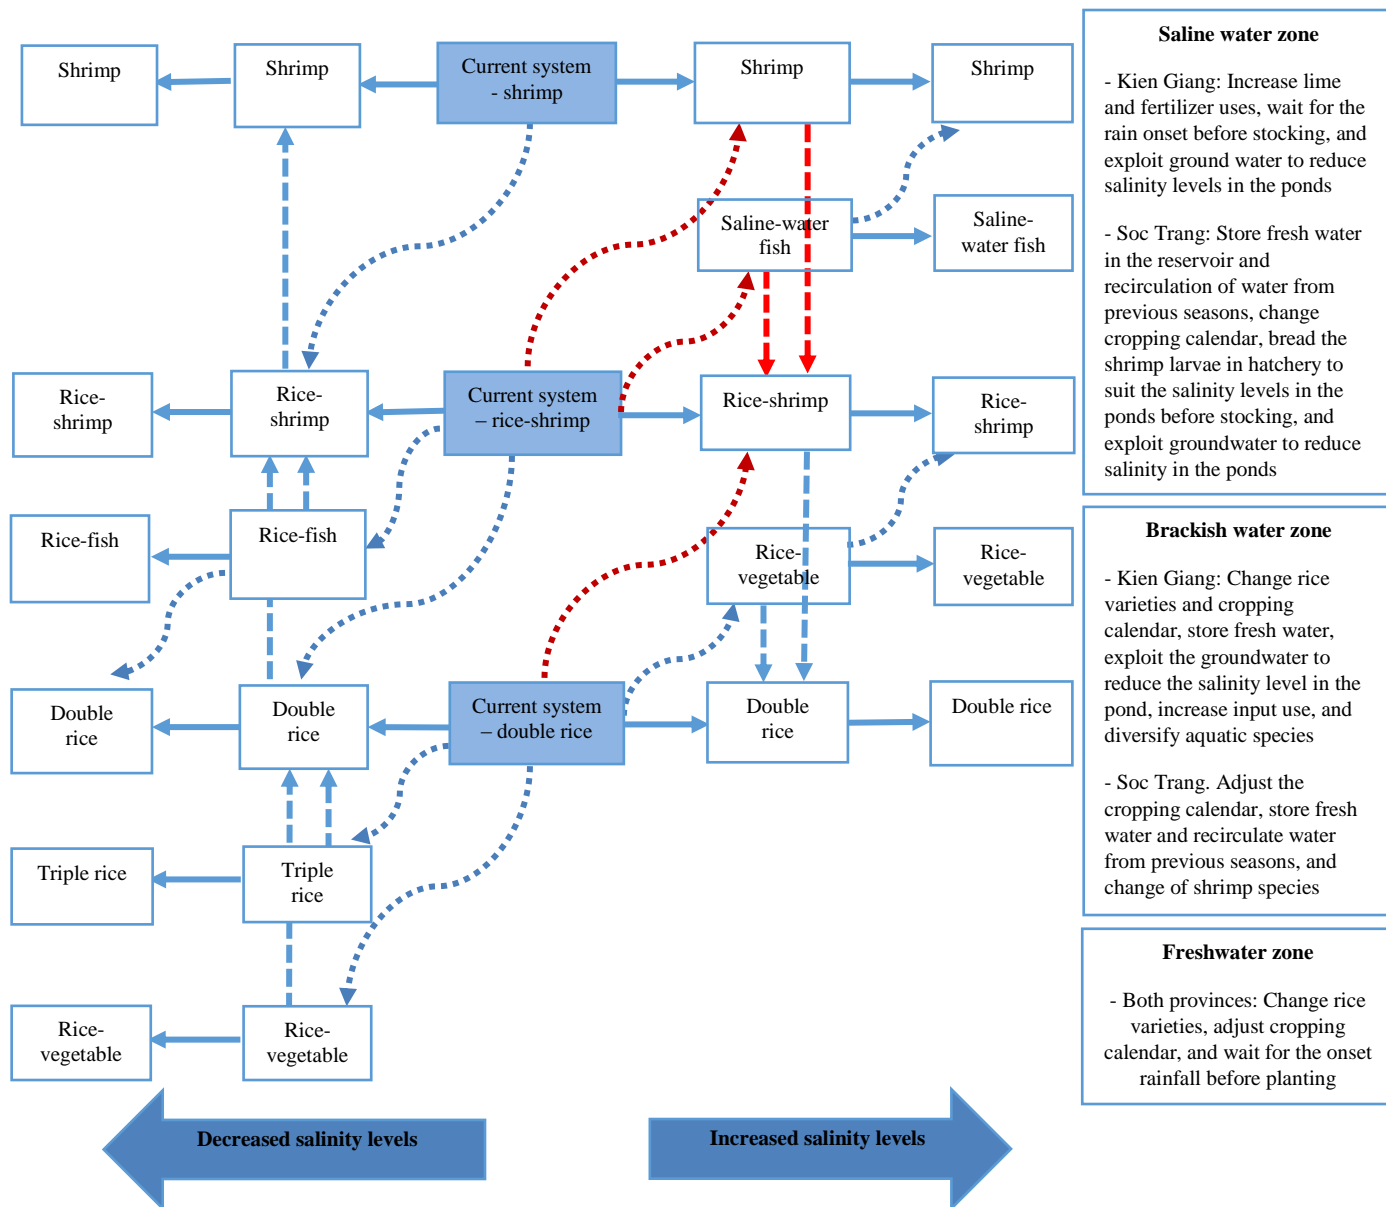 Shrimp
Shrimp
Current system
- shrimp
Shrimp
Shrimp
Saline-water
fish
Saline-
water fish
Rice-
shrimp
Rice-
shrimp
Current system
– rice-shrimp
Rice-shrimp
Rice-
shrimp
Rice-fish
Rice-fish
Rice-
vegetable
Rice-
vegetable
Double
rice
Double
rice
Current system
– double rice
Double
rice
Double rice
Triple rice
Triple
rice
Rice-
vegetable
Rice-
vegetable
Decreased salinity levels
Increased salinity levels
Saline water zone
- Kien Giang: Increase lime
and fertilizer uses, wait for the
rain onset before stocking, and
exploit ground water to reduce
salinity levels in the ponds
- Soc Trang: Store fresh water
in the reservoir and
recirculation of water from
previous seasons, change
cropping calendar, bread the
shrimp larvae in hatchery to
suit the salinity levels in the
ponds before stocking, and
exploit groundwater to reduce
salinity in the ponds
Brackish water zone
- Kien Giang: Change rice
varieties and cropping
calendar, store fresh water,
exploit the groundwater to
reduce the salinity level in the
pond, increase input use, and
diversify aquatic species
- Soc Trang. Adjust the
cropping calendar, store fresh
water and recirculate water
from previous seasons, and
change of shrimp species
Freshwater zone
- Both provinces: Change rice
varieties, adjust cropping
calendar, and wait for the onset
rainfall before planting